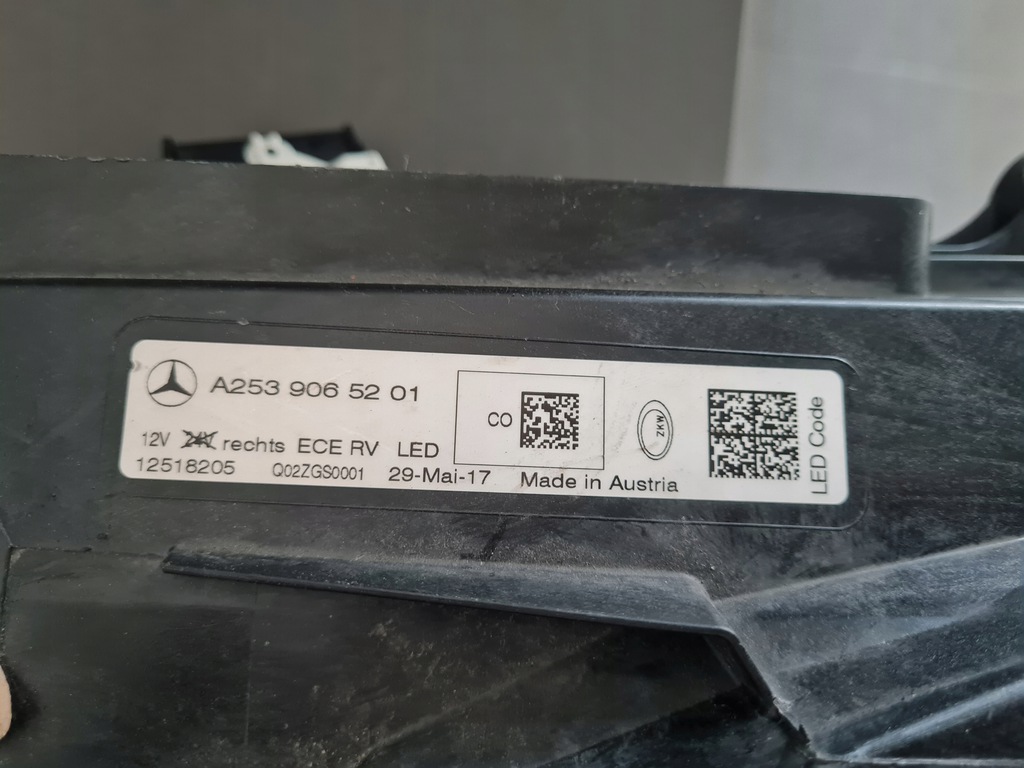 A253 906 52 01
CO
ZKW
LED Code
12V 24V rechts ECE RV LED
12518205 Q02ZGS0001 29-Mai-17 Made in Austria